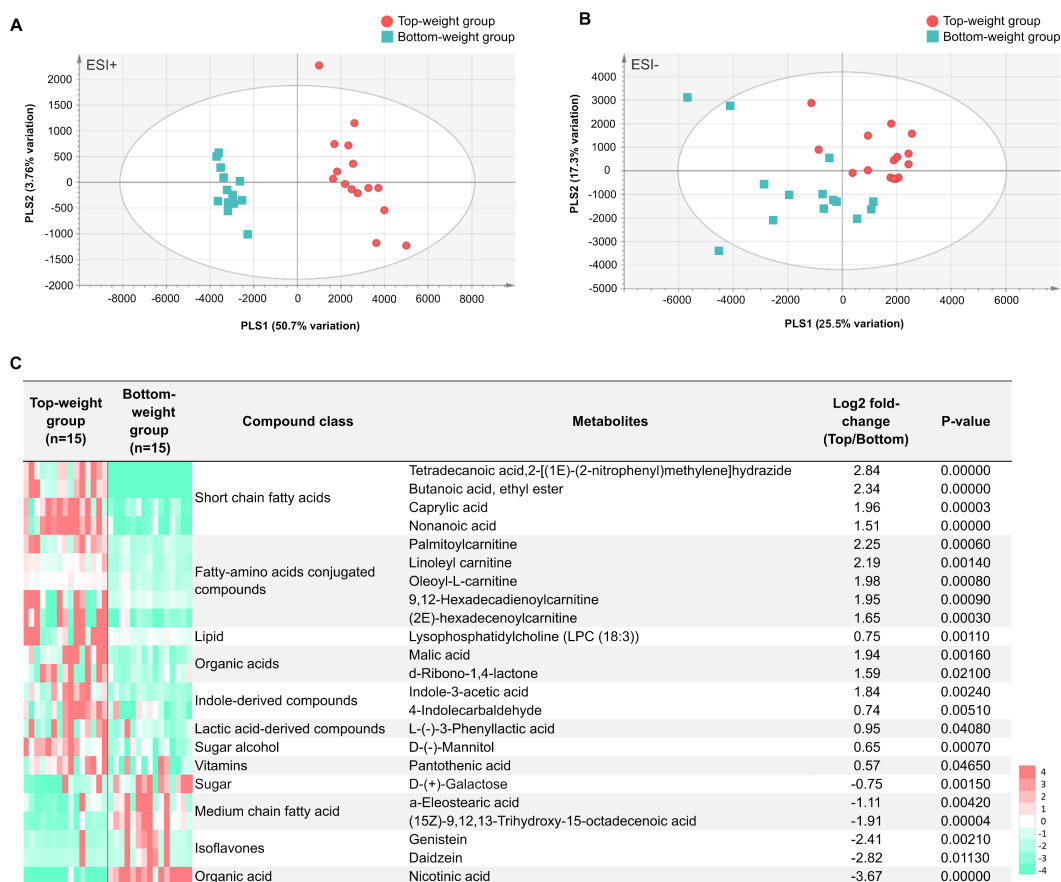 A
Top-weight group
Bottom-weight group
ESI+
PLS2 (3.76% variation)
2000
1500
1000
500
0
-500
-1000
-1500
-2000
-8000 -6000 -4000 -2000 0 2000 4000 6000 8000
PLS1 (50.7% variation)
B
Top-weight group
Bottom-weight group
ESI-
PLS2 (17.3% variation)
4000
3000
2000
1000
0
-1000
-2000
-3000
-4000
-5000
-6000 -4000 -2000 0 2000 4000 6000
PLS1 (25.5% variation)
C
Top-weight group (n=15) Bottom-weight group (n=15) Compound class Metabolites Log2 fold-change (Top/Bottom) P-value
Tetradecanoic acid,2-[(1E)-(2-nitrophenyl)methylene]hydrazide 2.84 0.00000
Short chain fatty acids
Butanoic acid, ethyl ester 2.34 0.00000
Caprylic acid 1.96 0.00003
Nonanoic acid 1.51 0.00000
Palmitoylcarnitine 2.25 0.00060
Linoleyl carnitine 2.19 0.00140
Fatty-amino acids conjugated
compounds
Oleoyl-L-carnitine 1.98 0.00080
9,12-Hexadecadienoylcarnitine 1.95 0.00090
(2E)-hexadecenoylcarnitine 1.65 0.00030
Lipid Lysophosphatidylcholine (LPC (18:3)) 0.75 0.00110
Organic acids
Malic acid 1.94 0.00160
d-Ribono-1,4-lactone 1.59 0.02100
Indole-derived compounds
Indole-3-acetic acid 1.84 0.00240
4-Indolecarbaldehyde 0.74 0.00510
Lactic acid-derived compounds L-(-)-3-Phenyllactic acid 0.95 0.04080
Sugar alcohol D-(-)-Mannitol 0.65 0.00070
Vitamins Pantothenic acid 0.57 0.04650
Sugar D-(+)-Galactose -0.75 0.00150
Medium chain fatty acid
a-Eleostearic acid -1.11 0.00420
(15Z)-9,12,13-Trihydroxy-15-octadecenoic acid -1.91 0.00004
Isoflavones
Genistein -2.41 0.00210
Daidzein -2.82 0.01130
Organic acid Nicotinic acid -3.67 0.00000
4
3
2
1
0
-1
-2
-3
-4